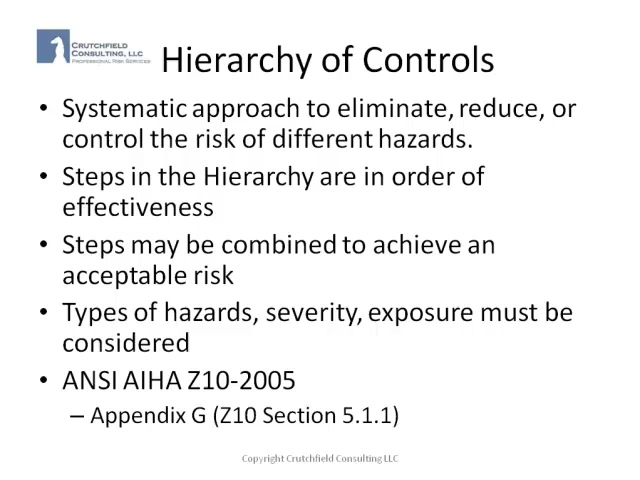 CRUTCHFIELD
CONSULTING, LLC
PROFESSIONAL RISK SERVICES
Hierarchy of Controls
• Systematic approach to eliminate, reduce, or
control the risk of different hazards.
• Steps in the Hierarchy are in order of
effectiveness
• Steps may be combined to achieve an
acceptable risk
• Types of hazards, severity, exposure must be
considered
• ANSI AIHA Z10-2005
– Appendix G (Z10 Section 5.1.1)
Copyright Crutchfield Consulting LLC